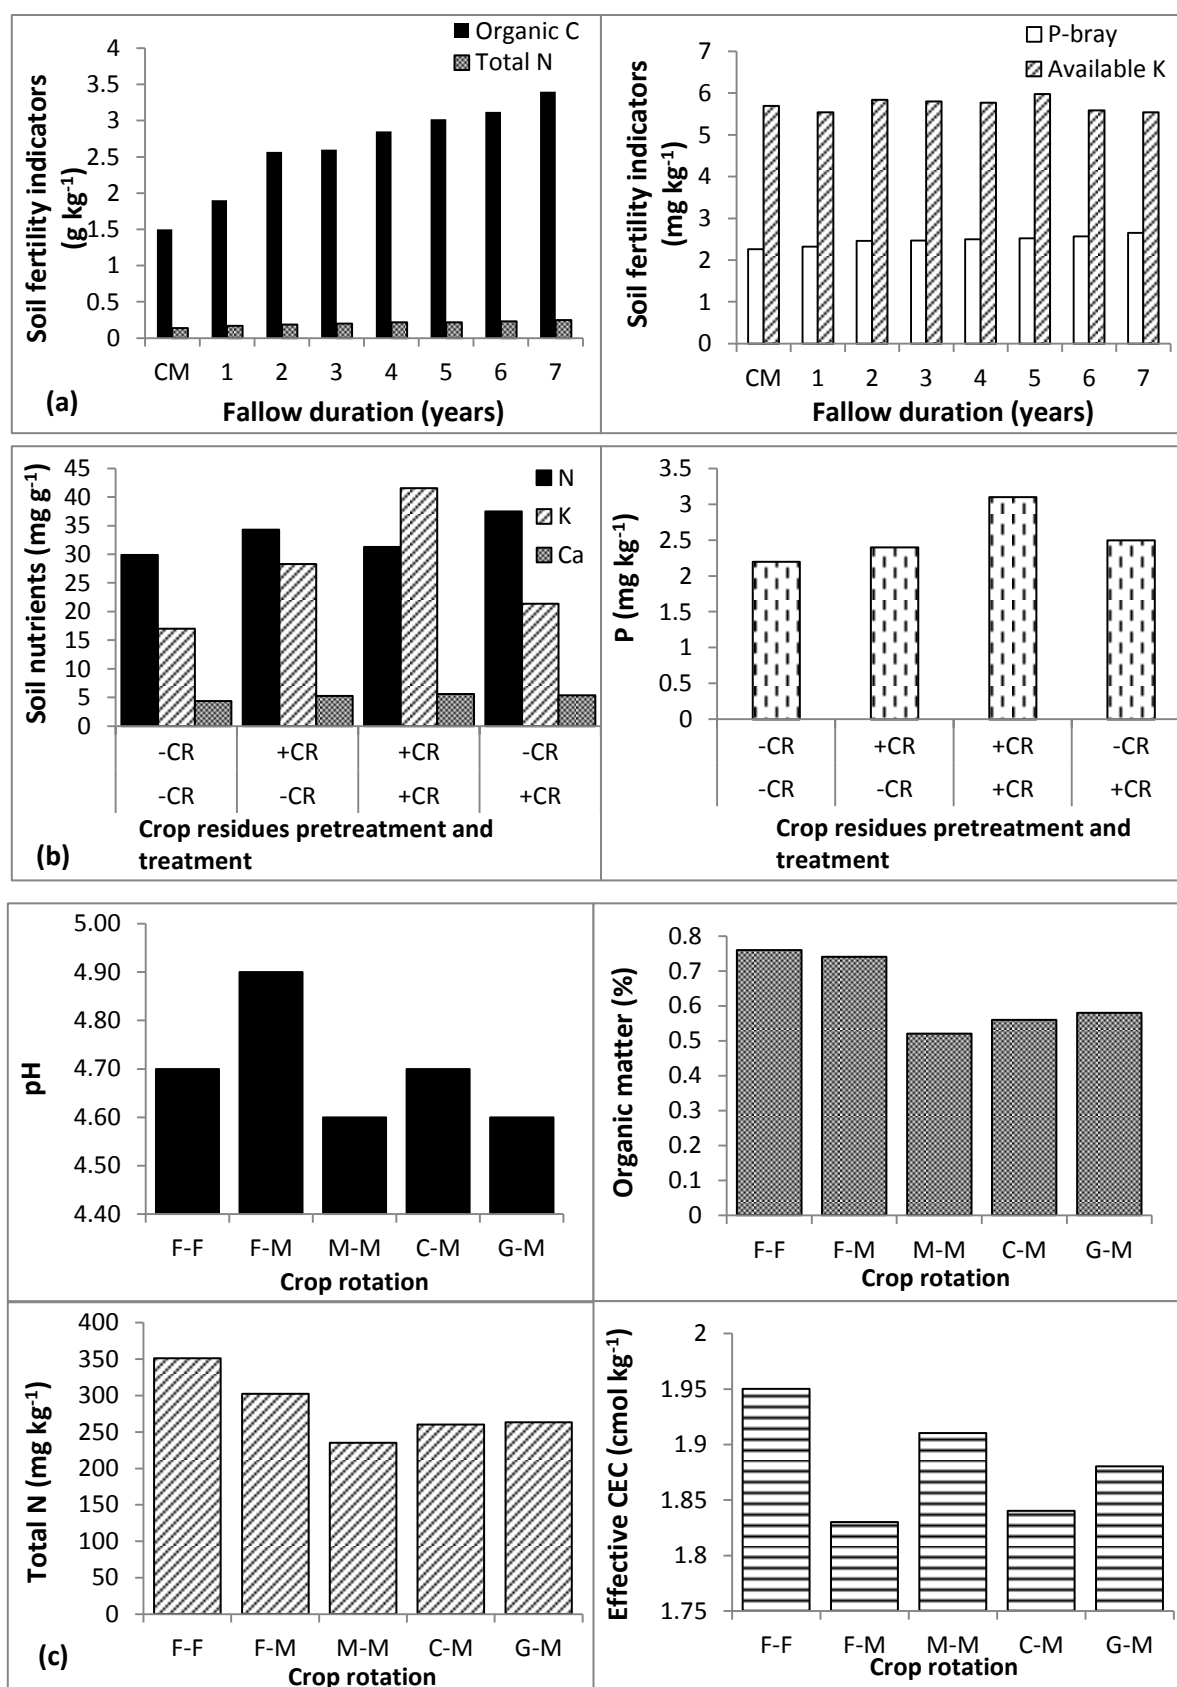 Organic C
Total N
4
3.5
3
2.5
2
1.5
1
0.5
0
Soil fertility indicators
(g kg-1)
CM 1 2 3 4 5 6 7
Fallow duration (years)
(a)
P-bray
Available K
7
6
5
4
3
2
1
0
Soil fertility indicators
(mg kg-1)
CM 1 2 3 4 5 6 7
Fallow duration (years)
45
40
35
30
25
20
15
10
5
0
Soil nutrients (mg g-1)
N
K
Ca
-CR +CR +CR -CR
-CR -CR +CR +CR
Crop residues pretreatment and
treatment
(b)
3.5
3
2.5
2
1.5
1
0.5
0
P (mg kg-1)
-CR +CR +CR -CR
-CR -CR +CR +CR
Crop residues pretreatment and
treatment
5.00
4.90
4.80
4.70
4.60
4.50
4.40
pH
F-F F-M M-M C-M G-M
Crop rotation
0.8
0.7
0.6
0.5
0.4
0.3
0.2
0.1
0
Organic matter (%)
F-F F-M M-M C-M G-M
Crop rotation
400
350
300
250
200
150
100
50
0
Total N (mg kg-1)
F-F F-M M-M C-M G-M
Crop rotation
(c)
2
1.95
1.9
1.85
1.8
1.75
Effective CEC (cmol kg-1)
F-F F-M M-M C-M G-M
Crop rotation